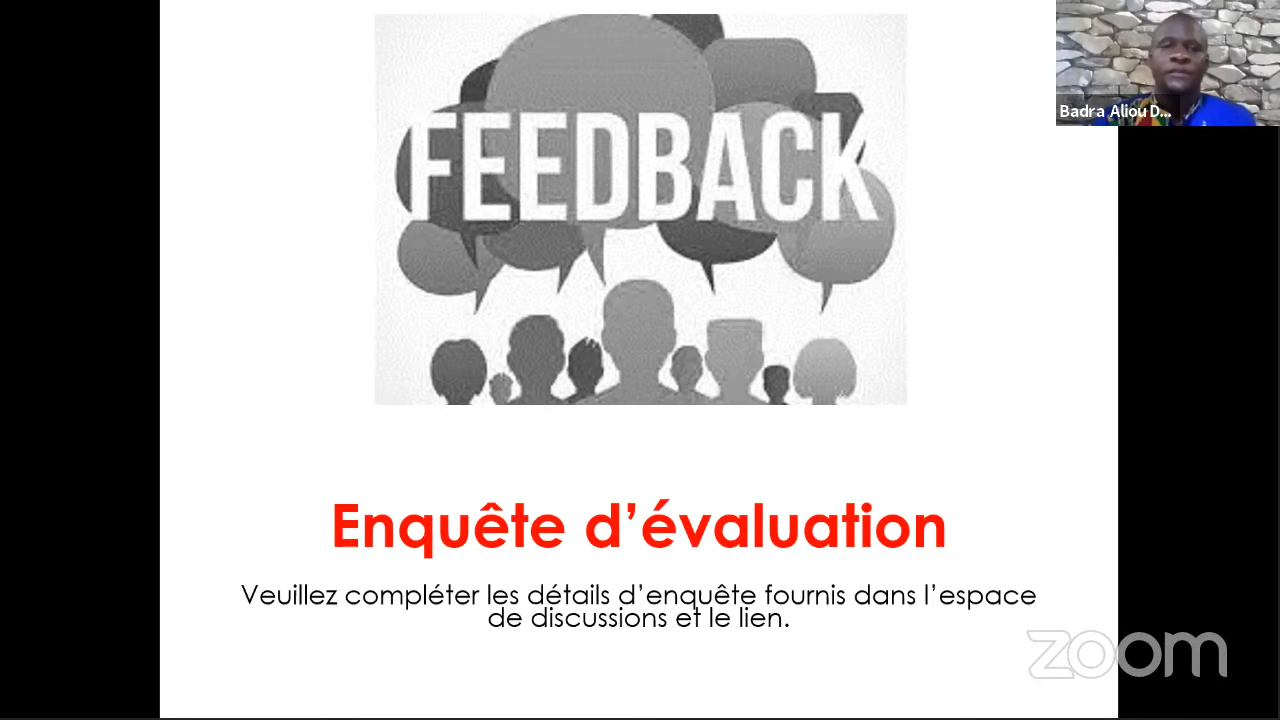 FEEDBACK
Badra Aliou D...
Enquête d’évaluation
Veuillez compléter les détails d’enquête fournis dans l’espace
de discussions et le lien.
zoom